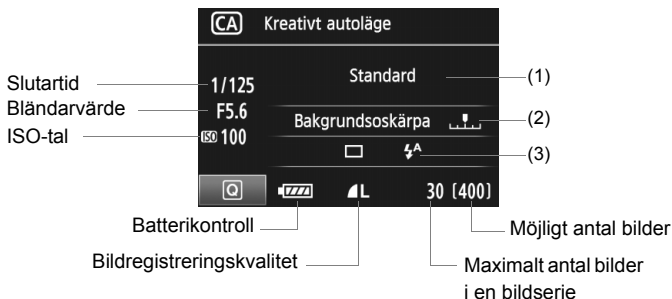 CA Kreativt autoläge
Slutartid
1/125
Standard
(1)
Bländarvärde
F5.6
Bakgrundsoskärpa
(2)
ISO-tal
ISO 100
A
(3)
Q
L
30 [400]
Batterikontroll
Möjligt antal bilder
Bildregistreringskvalitet
Maximalt antal bilder
i en bildserie